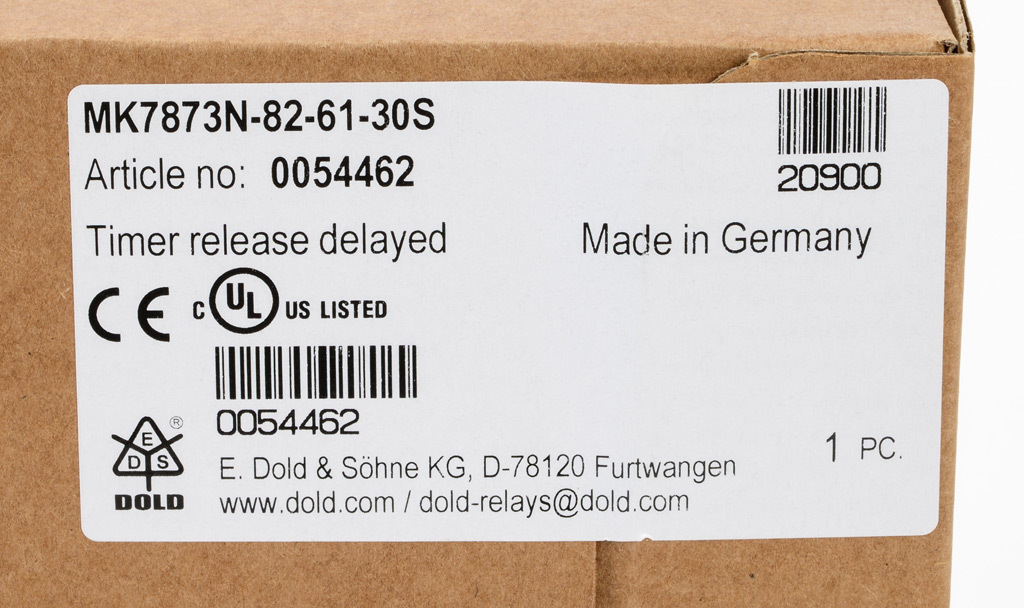 MK7873N-82-61-30S
20900
Article no: 0054462
Timer release delayed
Made in Germany
CE
C UL US LISTED
0054462
®
E
D S
DOLD
E. Dold & Söhne KG, D-78120 Furtwangen
www.dold.com / dold-relays@dold.com
1 PC.